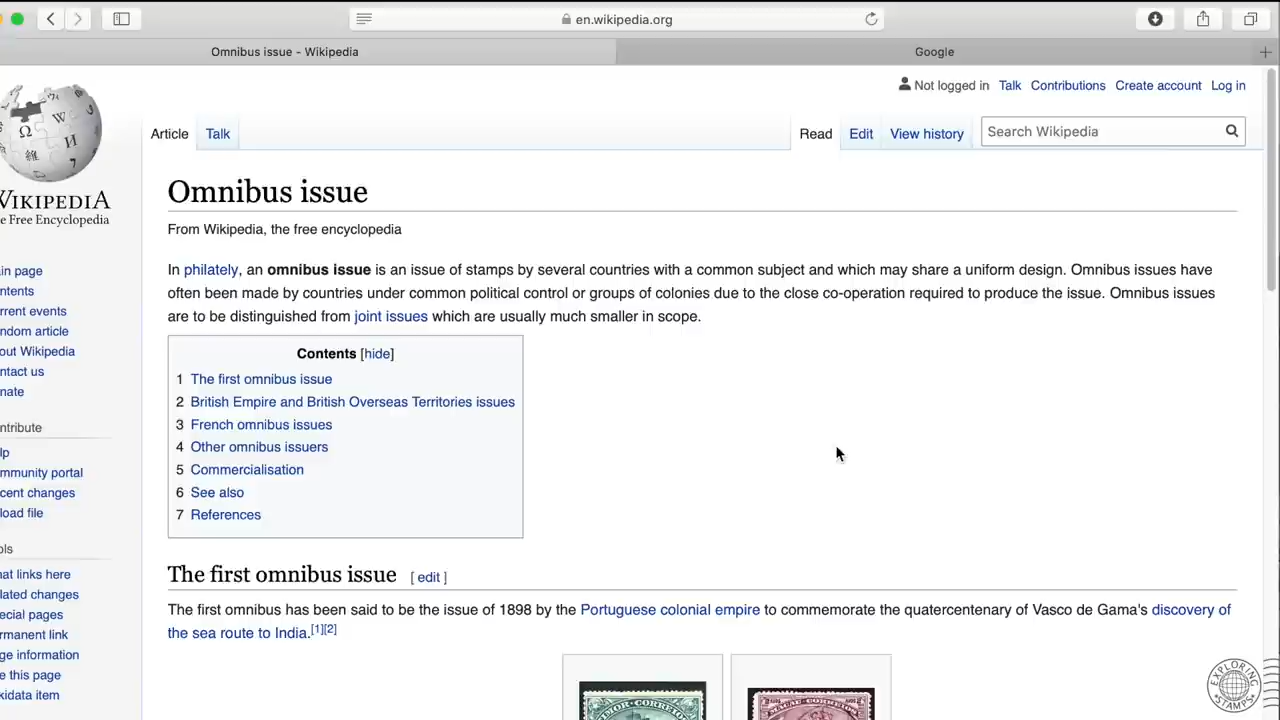 en.wikipedia.org
Omnibus issue - Wikipedia
Google
Not logged in Talk Contributions Create account Log in
Article Talk
Read Edit View history Search Wikipedia
WIKIPEDIA
e Free Encyclopedia
Omnibus issue
From Wikipedia, the free encyclopedia
In philately, an omnibus issue is an issue of stamps by several countries with a common subject and which may share a uniform design. Omnibus issues have
often been made by countries under common political control or groups of colonies due to the close co-operation required to produce the issue. Omnibus issues
are to be distinguished from joint issues which are usually much smaller in scope.
Contents [hide]
1 The first omnibus issue
2 British Empire and British Overseas Territories issues
3 French omnibus issues
4 Other omnibus issuers
5 Commercialisation
6 See also
7 References
The first omnibus issue [ edit ]
The first omnibus has been said to be the issue of 1898 by the Portuguese colonial empire to commemorate the quatercentenary of Vasco de Gama's discovery of
the sea route to India.[1][2]
ain page
ntents
rrent events
ndom article
out Wikipedia
ntact us
nate
ntribute
lp
mmunity portal
cent changes
load file
ols
hat links here
lated changes
ecial pages
rmanent link
ge information
e this page
kidata item
TIMOR CORREIOS
MACAU CORREIOS
EXPLORING
STAMPS